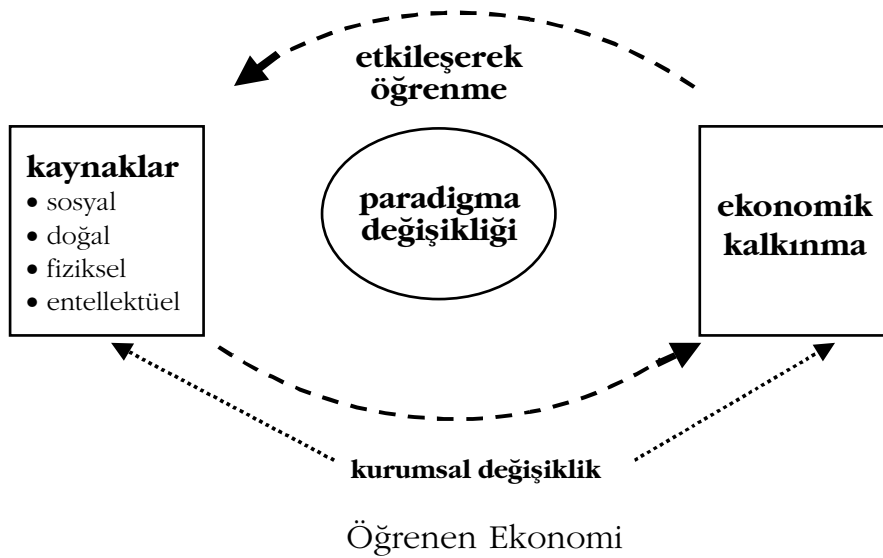 etkileşerek
öğrenme
kaynaklar
• sosyal
• doğal
• fiziksel
• entellektüel
paradigma
değişikliği
ekonomik
kalkınma
kurumsal değişiklik
Öğrenen Ekonomi